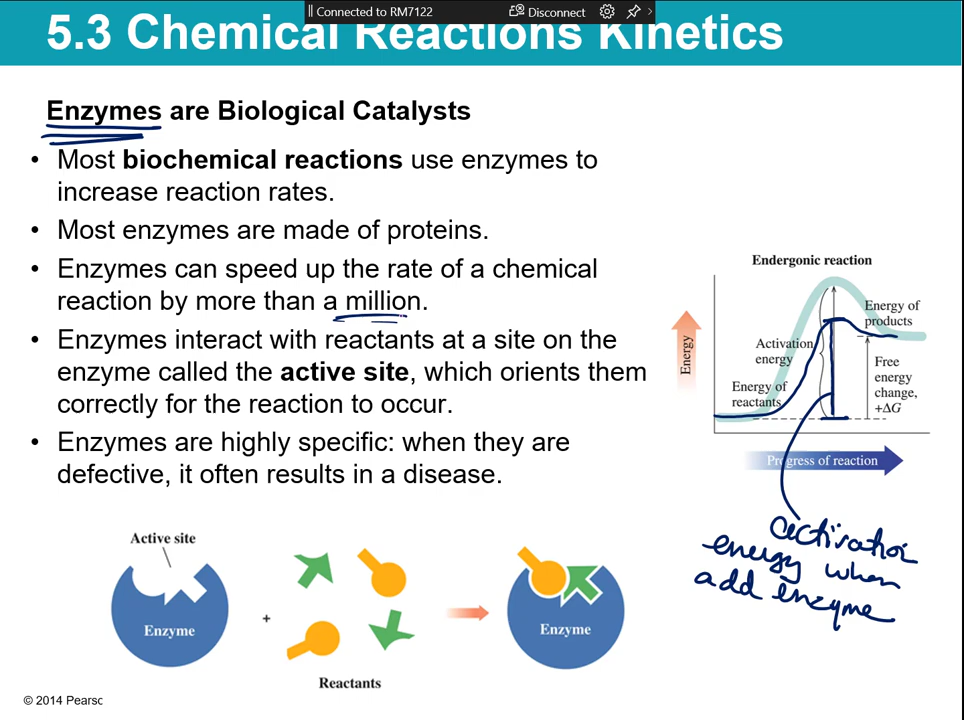 Connected to RM7122
Disconnect
5.3 Chemical Reactions Kinetics
Enzymes are Biological Catalysts
• Most biochemical reactions use enzymes to
increase reaction rates.
• Most enzymes are made of proteins.
• Enzymes can speed up the rate of a chemical
reaction by more than a million.
• Enzymes interact with reactants at a site on the
enzyme called the active site, which orients them
correctly for the reaction to occur.
• Enzymes are highly specific: when they are
defective, it often results in a disease.
Endergonic reaction
Energy
Energy of
products
Activation
energy
Energy of
reactants
Free
energy
change,
+ΔG
Progress of reaction
activation
energy when
add enzyme
Active site
Enzyme
+
Reactants
Enzyme
© 2014 Pearsc